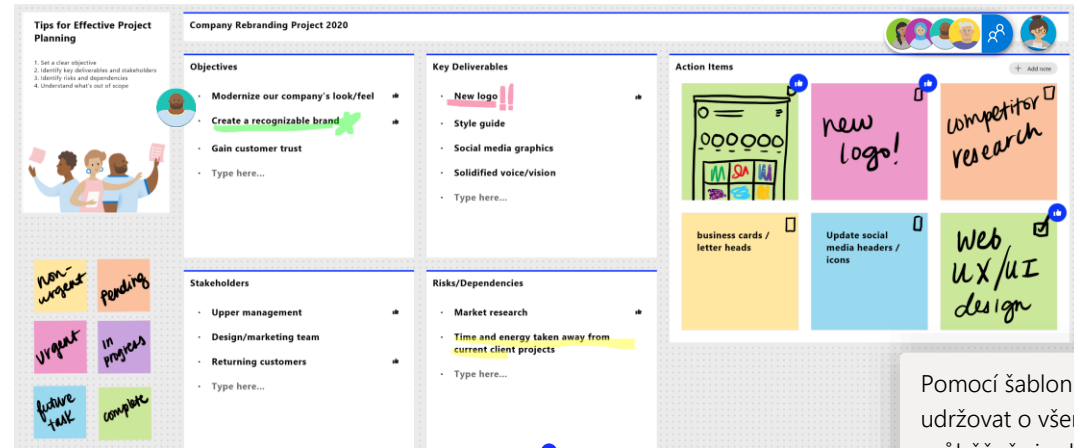 Tips for Effective Project
Planning
1. Set a clear objective
2. Identify key deliverables and stakeholders
3. Identify risks and dependencies
4. Understand what's out of scope
Company Rebranding Project 2020
Objectives
· Modernize our company's look/feel
· Create a recognizable brand
· Gain customer trust
· Type here...
Key Deliverables
· New logo
· Style guide
· Social media graphics
· Solidified voice/vision
· Type here...
Action Items
+ Add note
new
logo!
competitor
research
business cards /
letter heads
Update social
media headers /
icons
Web
UX/UI
design
non-
urgent
pending
urgent
in
progress
future
task
complete
Stakeholders
· Upper management
· Design/marketing team
· Returning customers
· Type here...
Risks/Dependencies
· Market research
· Time and energy taken away from
current client projects
· Type here...
Pomocí šablon
udržovat o